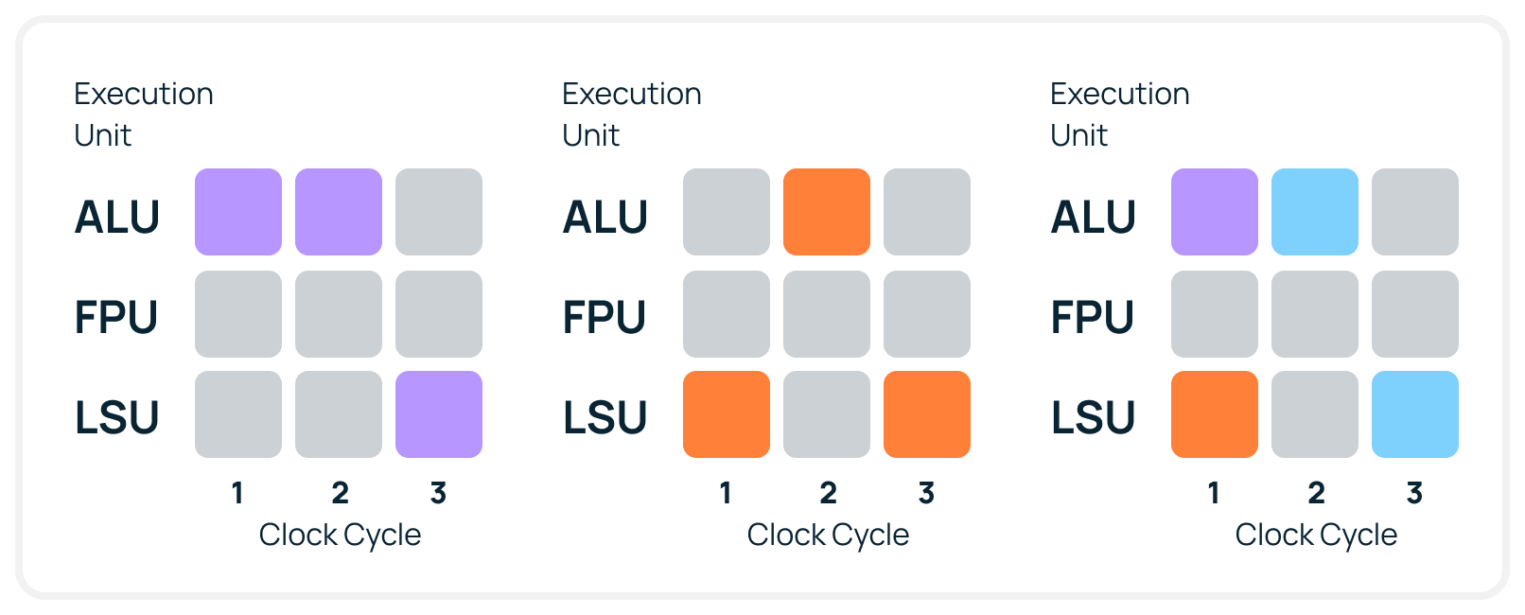 Execution
Unit
ALU
FPU
LSU
1 2 3
Clock Cycle
Execution
Unit
ALU
FPU
LSU
1 2 3
Clock Cycle
Execution
Unit
ALU
FPU
LSU
1 2 3
Clock Cycle